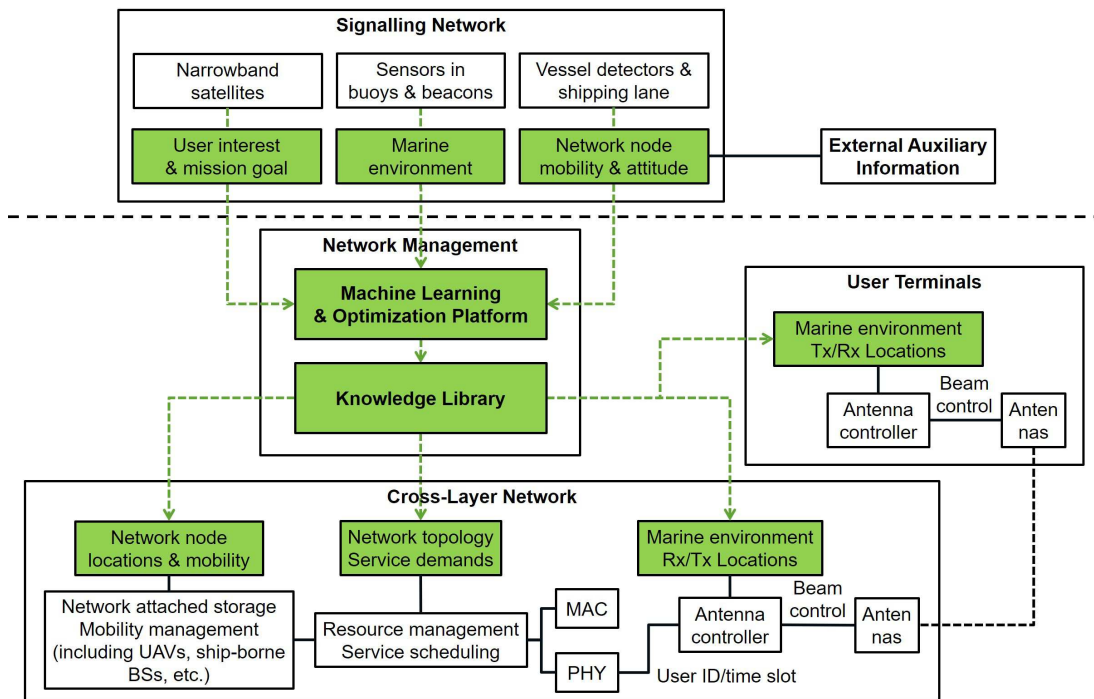 Signalling Network
Narrowband
satellites
Sensors in
buoys & beacons
Vessel detectors &
shipping lane
User interest
& mission goal
Marine
environment
Network node
mobility & attitude
External Auxiliary
Information
Network Management
Machine Learning
& Optimization Platform
Knowledge Library
User Terminals
Marine environment
Tx/Rx Locations
Antenna
controller
Beam
control
Anten
nas
Cross-Layer Network
Network node
locations & mobility
Network topology
Service demands
Marine environment
Rx/Tx Locations
Network attached storage
Mobility management
(including UAVs, ship-borne
BSs, etc.)
Resource management
Service scheduling
MAC
PHY
User ID/time slot
Antenna
controller
Beam
control
Anten
nas